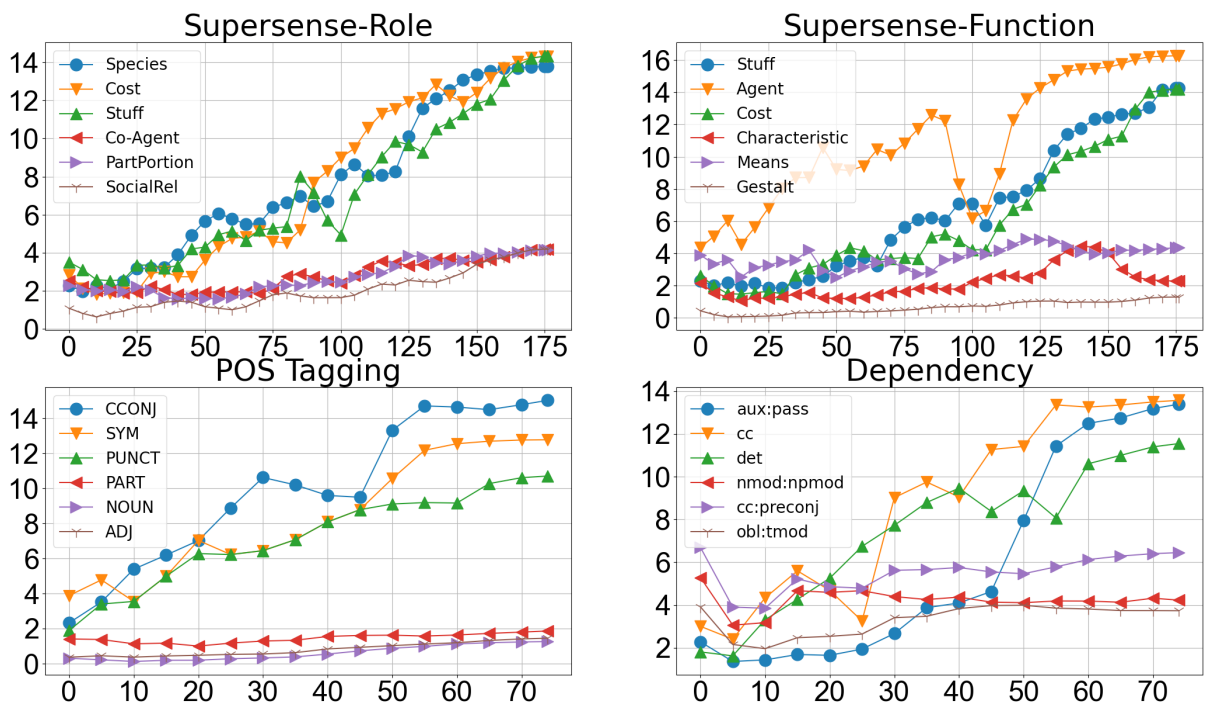 Supersense-Role
14
12
10
8
6
4
2
0
Species
Cost
Stuff
Co-Agent
PartPortion
SocialRel
0 25 50 75 100 125 150 175
Supersense-Function
16
14
12
10
8
6
4
2
0
Stuff
Agent
Cost
Characteristic
Means
Gestalt
0 25 50 75 100 125 150 175
POS Tagging
14
12
10
8
6
4
2
0
CCONJ
SYM
PUNCT
PART
NOUN
ADJ
0 10 20 30 40 50 60 70
Dependency
14
12
10
8
6
4
2
aux:pass
cc
det
nmod:npmod
cc:preconj
obl:tmod
0 10 20 30 40 50 60 70